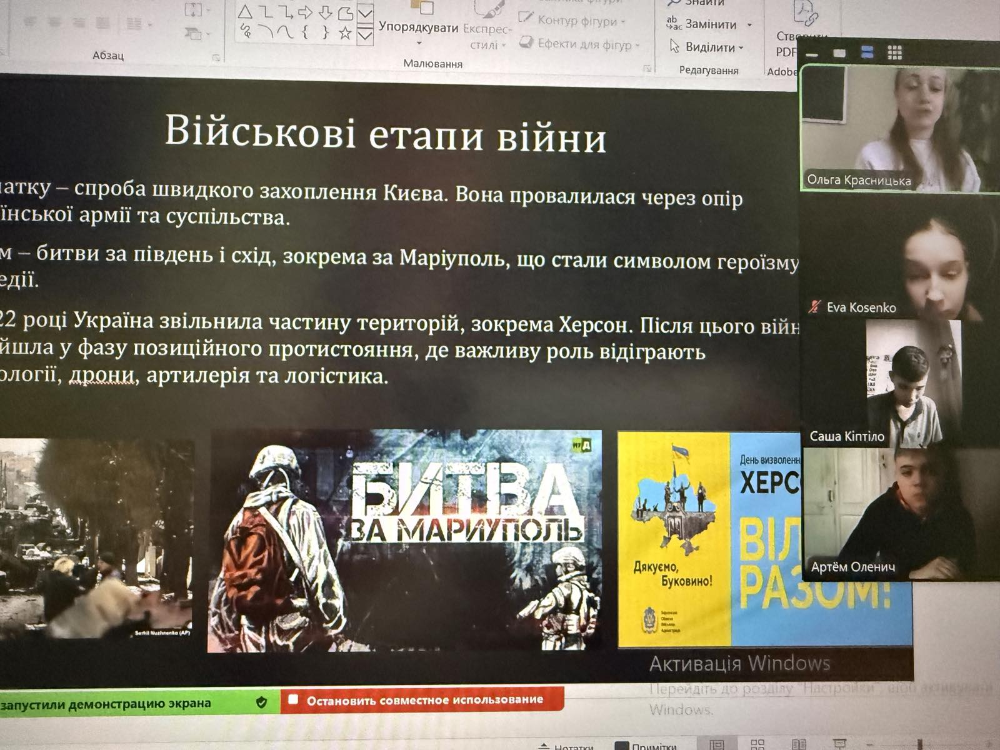 Знайти
Контур фігури
Ефекти для фігур
Упорядкувати
Експрес-
стилі
Замінити
Виділити
PDF
Абзац
Малювання
Редагування
Adobe
Військові етапи війни
чатку – спроба швидкого захоплення Києва. Вона провалилася через опір
їнської армії та суспільства.
м – битви за південь і схід, зокрема за Маріуполь, що стали символом героїзму
едії.
22 році Україна звільнила частину територій, зокрема Херсон. Після цього війн
йшла у фазу позиційного протистояння, де важливу роль відіграють
ології, дрони, артилерія та логістика.
Ольга Красницька
Eva Kosenko
Саша Кіптіло
Артём Оленич
(AP)
БИТВА
ЗА МАРИУПОЛЬ
День визволенн
ХЕРС
ВІЛ
РАЗОМ!
Дякуємо,
Буковино!
Активація Windows
Перейдіть до розділу "Настройки", щоб активувати
Windows.
запустили демонстрацию экрана
Остановить совместное использование
Нотатки
Примітки